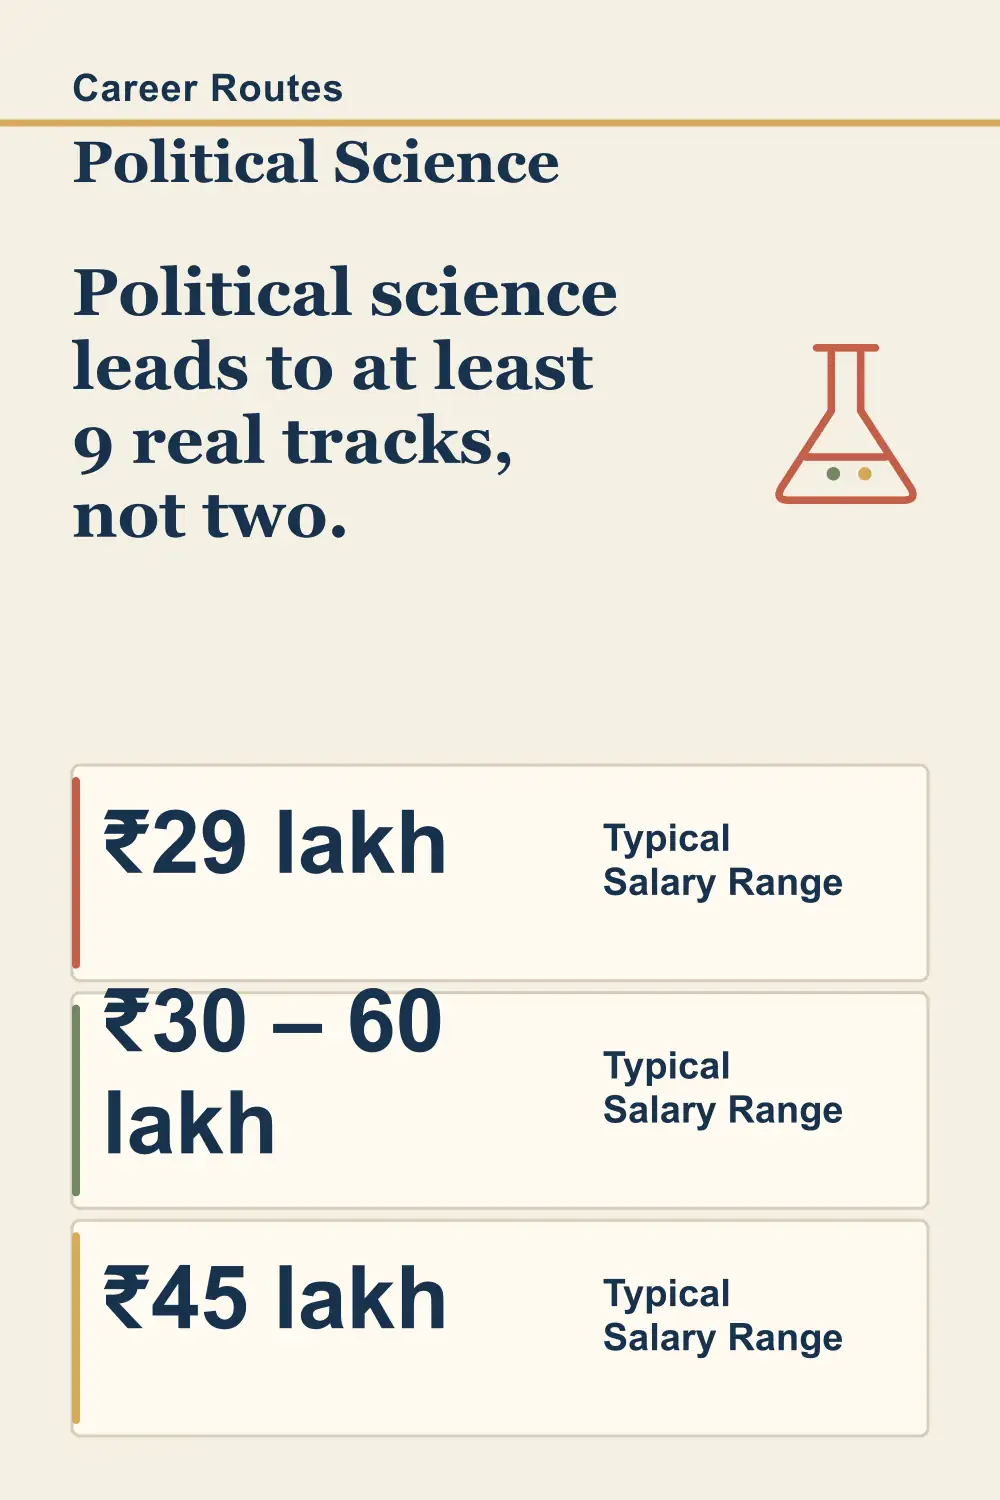 Career Routes
Political Science
Political science
leads to at least
9 real tracks,
not two.
₹29 lakh
Typical
Salary Range
₹30 – 60
lakh
Typical
Salary Range
₹45 lakh
Typical
Salary Range